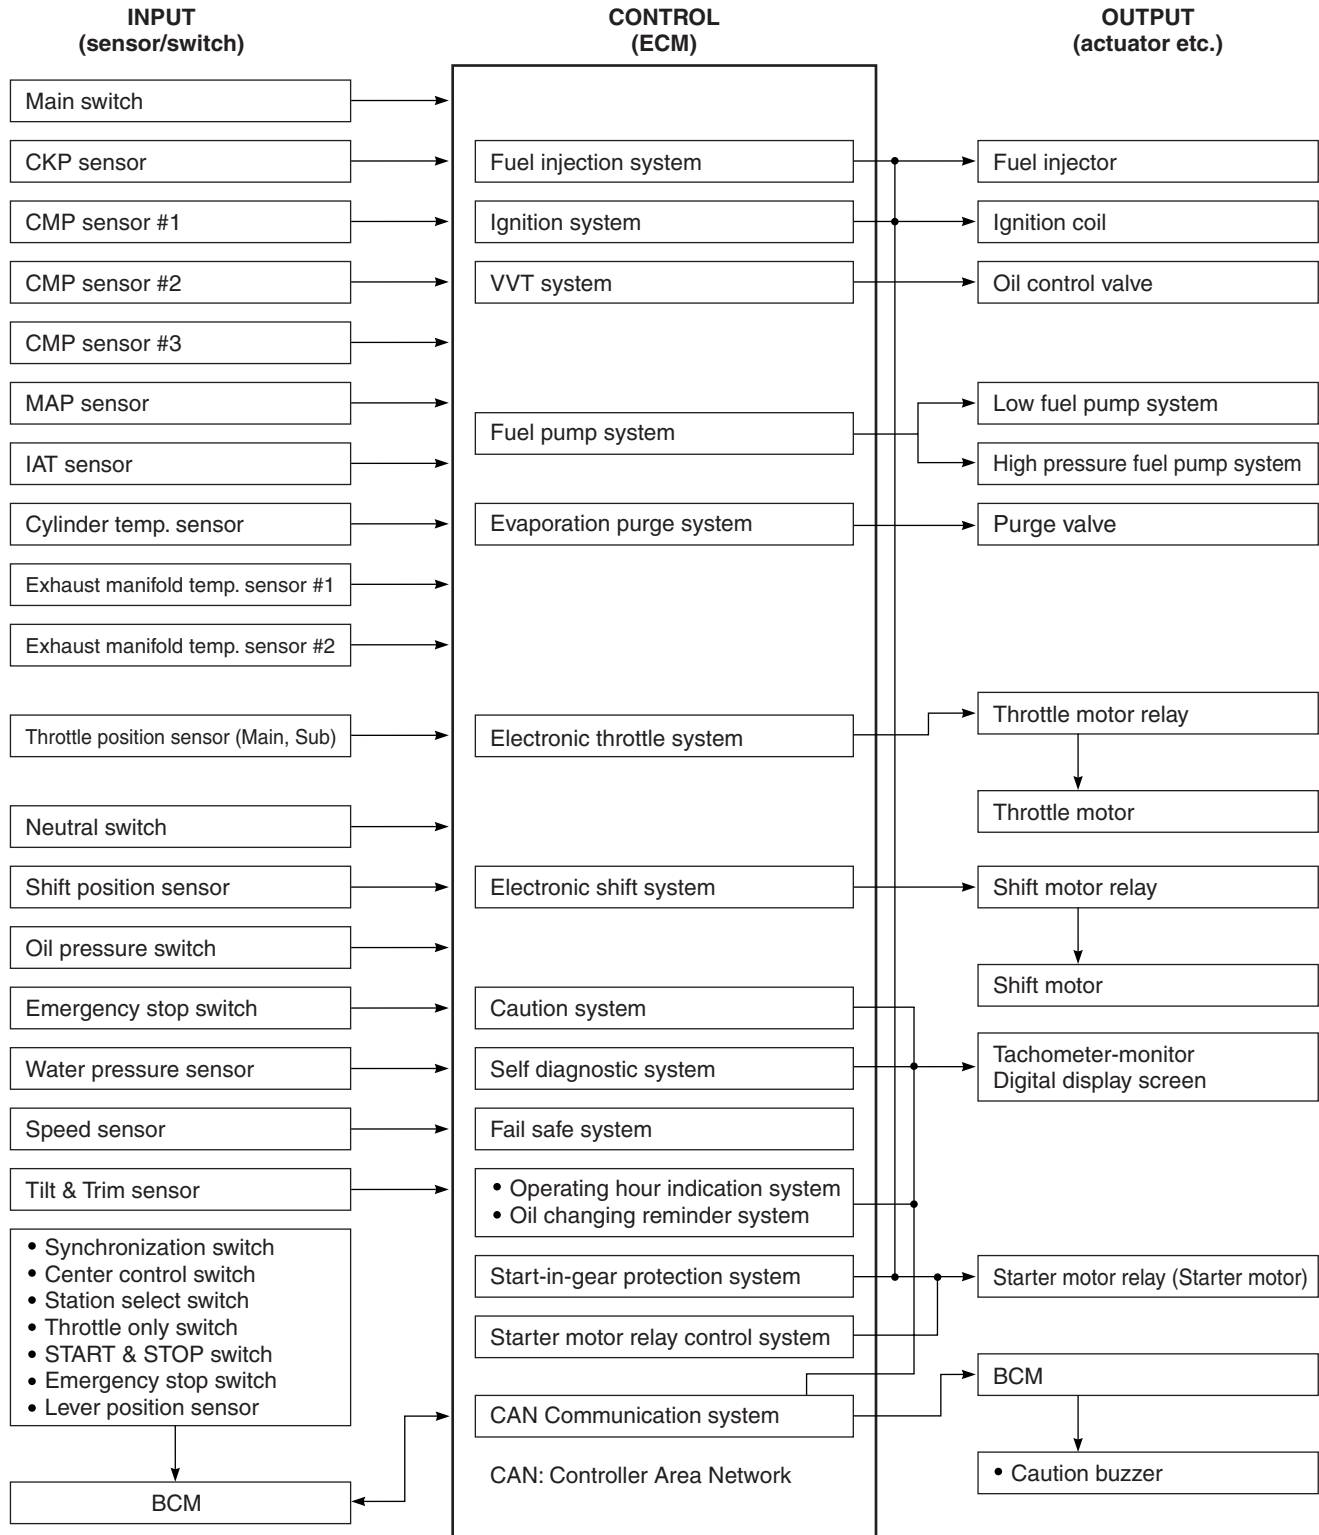 INPUT
(sensor/switch)
CONTROL
(ECM)
OUTPUT
(actuator etc.)
Main switch
CKP sensor
CMP sensor #1
CMP sensor #2
CMP sensor #3
MAP sensor
IAT sensor
Cylinder temp. sensor
Exhaust manifold temp. sensor #1
Exhaust manifold temp. sensor #2
Throttle position sensor (Main, Sub)
Neutral switch
Shift position sensor
Oil pressure switch
Emergency stop switch
Water pressure sensor
Speed sensor
Tilt & Trim sensor
• Synchronization switch
• Center control switch
• Station select switch
• Throttle only switch
• START & STOP switch
• Emergency stop switch
• Lever position sensor
BCM
Fuel injection system
Ignition system
VVT system
Fuel pump system
Evaporation purge system
Electronic throttle system
Electronic shift system
Caution system
Self diagnostic system
Fail safe system
• Operating hour indication system
• Oil changing reminder system
Start-in-gear protection system
Starter motor relay control system
CAN Communication system
CAN: Controller Area Network
Fuel injector
Ignition coil
Oil control valve
Low fuel pump system
High pressure fuel pump system
Purge valve
Throttle motor relay
Throttle motor
Shift motor relay
Shift motor
Tachometer-monitor
Digital display screen
Starter motor relay (Starter motor)
BCM
• Caution buzzer